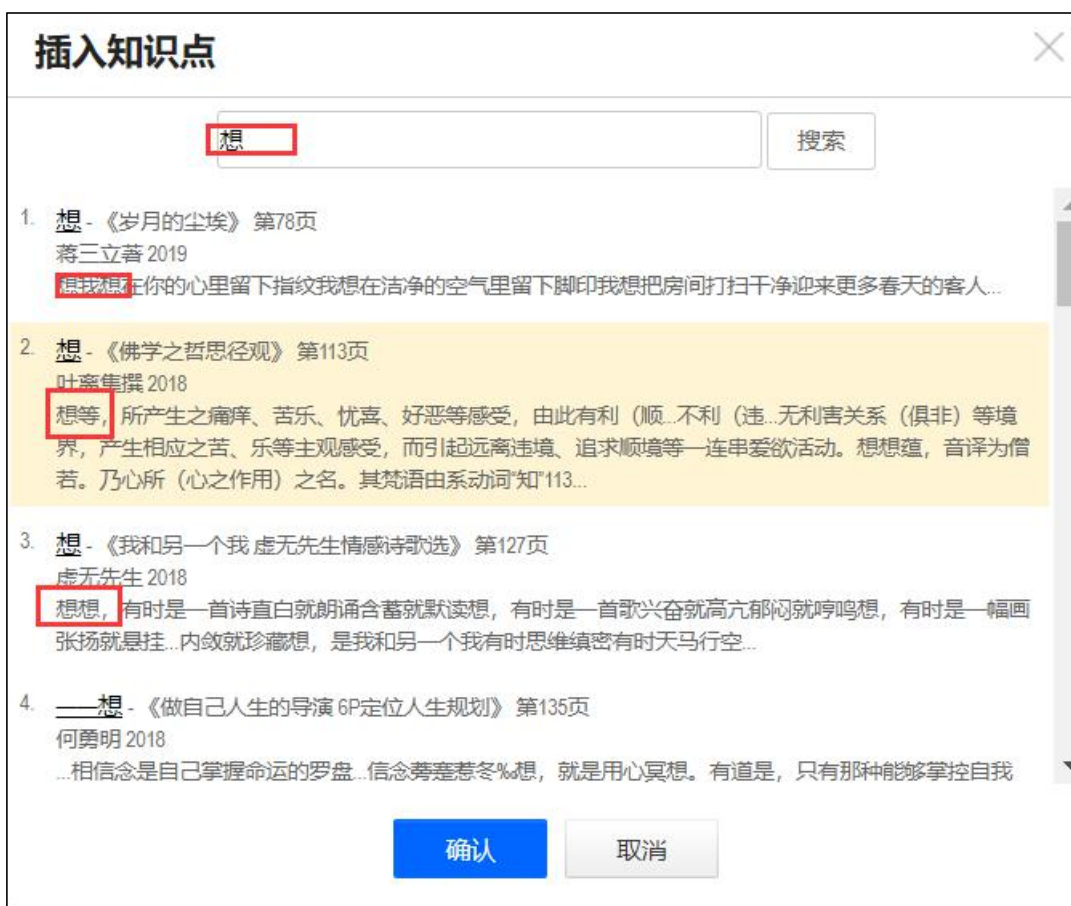 插入知识点
想
搜索
1. 想 - 《岁月的尘埃》 第78页
蒋三立著 2019
想我想在你的心里留下指纹我想在洁净的空气里留下脚印我想把房间打扫干净迎来更多春天的客人...
2. 想 - 《佛学之哲思径观》 第113页
叶斋隼撰 2018
想等，所产生之痛痒、苦乐、忧喜、好恶等感受，由此有利（顺...不利（违...无利害关系（俱非）等境
界，产生相应之苦、乐等主观感受，而引起远离违境、追求顺境等一连串爱欲活动。想想蕴，音译为僧
若。乃心所（心之作用）之名。其梵语由系动词“知”113...
3. 想 - 《我和另一个我 虚无先生情感诗歌选》 第127页
虚无先生 2018
想想，有时是一首诗直白就朗诵含蓄就默读想，有时是一首歌兴奋就高亢郁闷就哼鸣想，有时是一幅画
张扬就悬挂...内敛就珍藏想，是我和另一个我有时思维缜密有时天马行空...
4. ——想 - 《做自己人生的导演 6P定位人生规划》 第135页
何勇明 2018
...相信念是自己掌握命运的罗盘...信念蒡蹇惹冬‰想，就是用心冥想。有道是，只有那种能够掌控自我
确认
取消